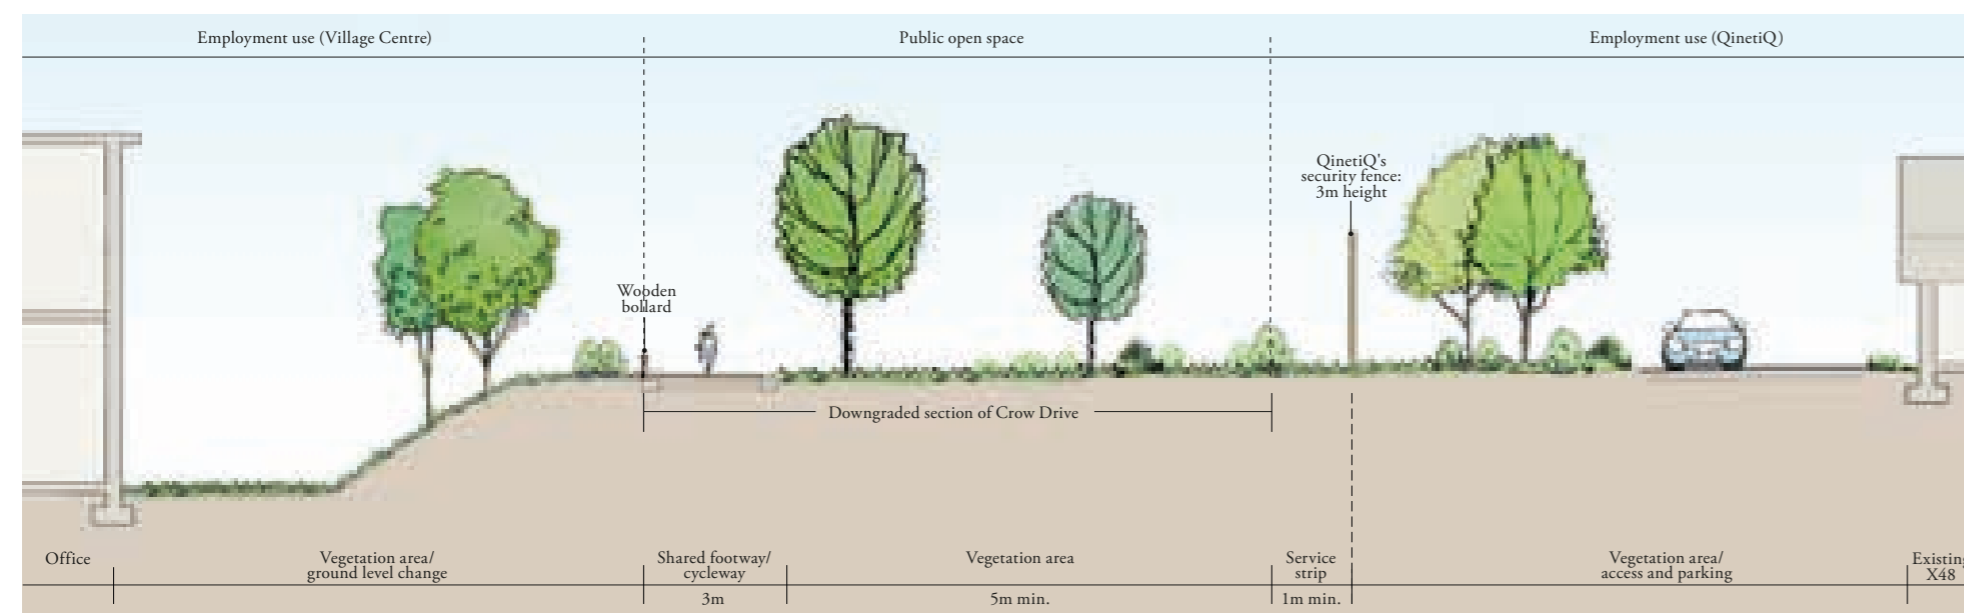 Employment use (Village Centre)
Public open space
Employment use (QinetiQ)
QinetiQ's
security fence:
3m height
Wooden
bollard
Downgraded section of Crow Drive
Office
Vegetation area/
ground level change
Shared footway/
cycleway
Vegetation area
Service
strip
Vegetation area/
access and parking
Existing
X48
3m
5m min.
1m min.